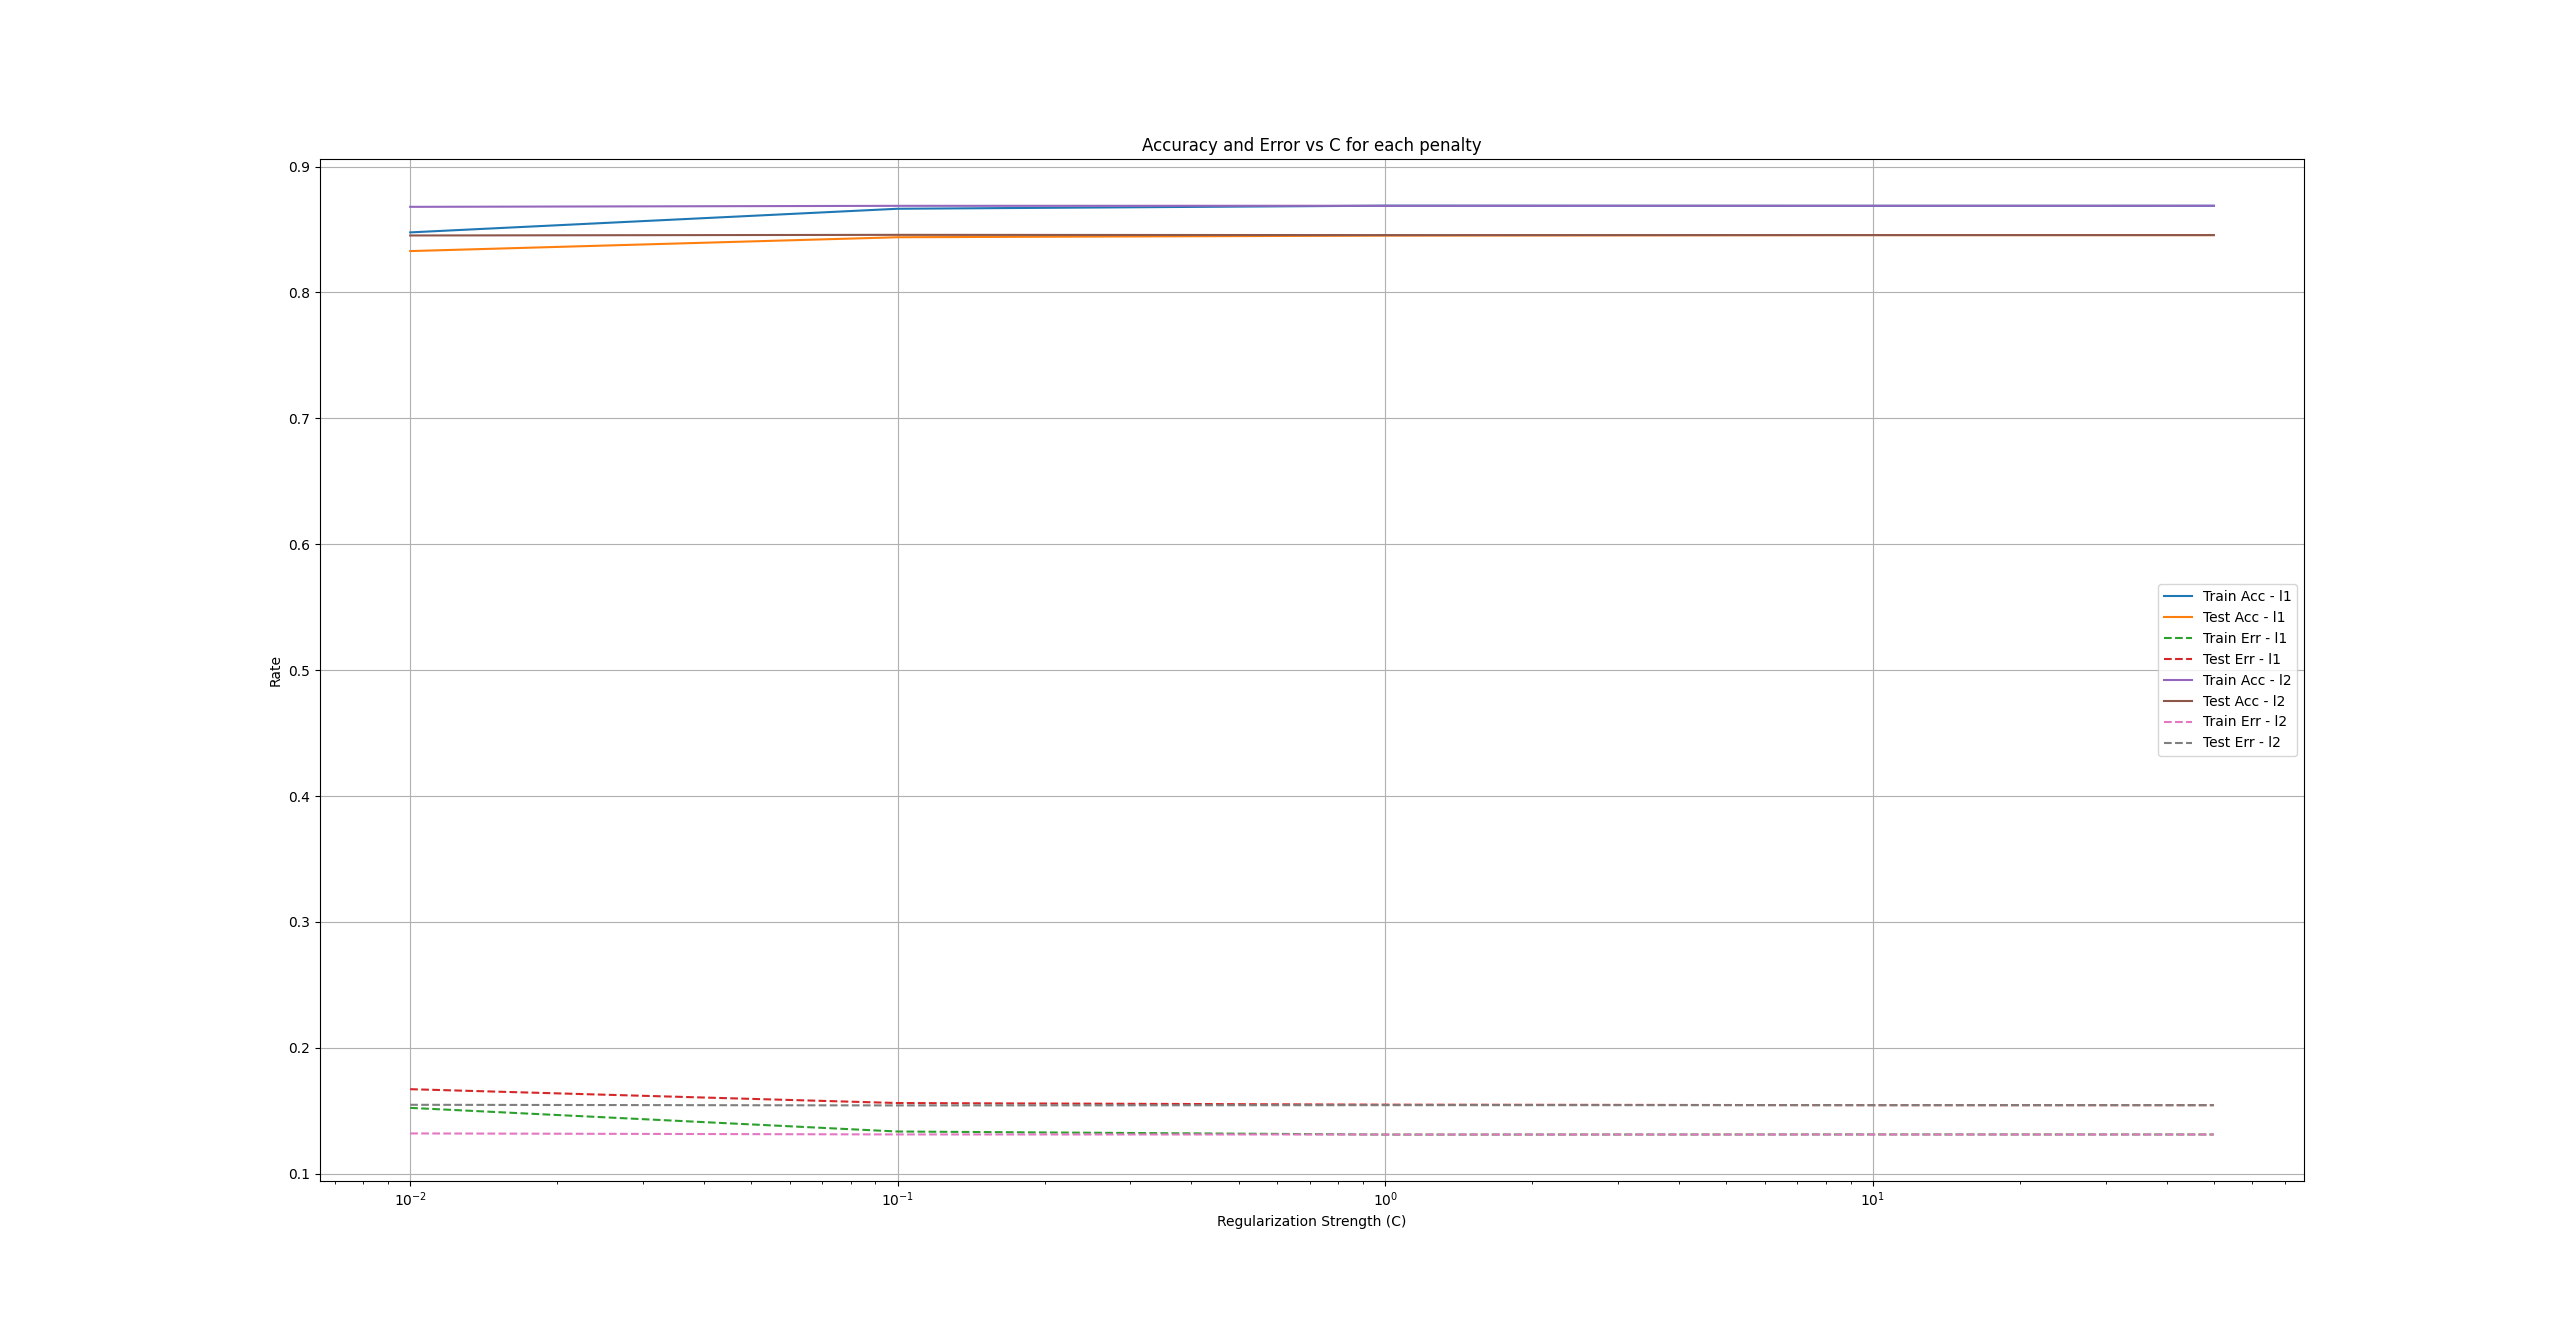 Accuracy and Error vs C for each penalty
0.9
0.8
0.7
0.6
0.5
0.4
0.3
0.2
0.1
Rate
Train Acc - l1
Test Acc - l1
Train Err - l1
Test Err - l1
Train Acc - l2
Test Acc - l2
Train Err - l2
Test Err - l2
10⁻² 10⁻¹ 10⁰ 10¹
Regularization Strength (C)